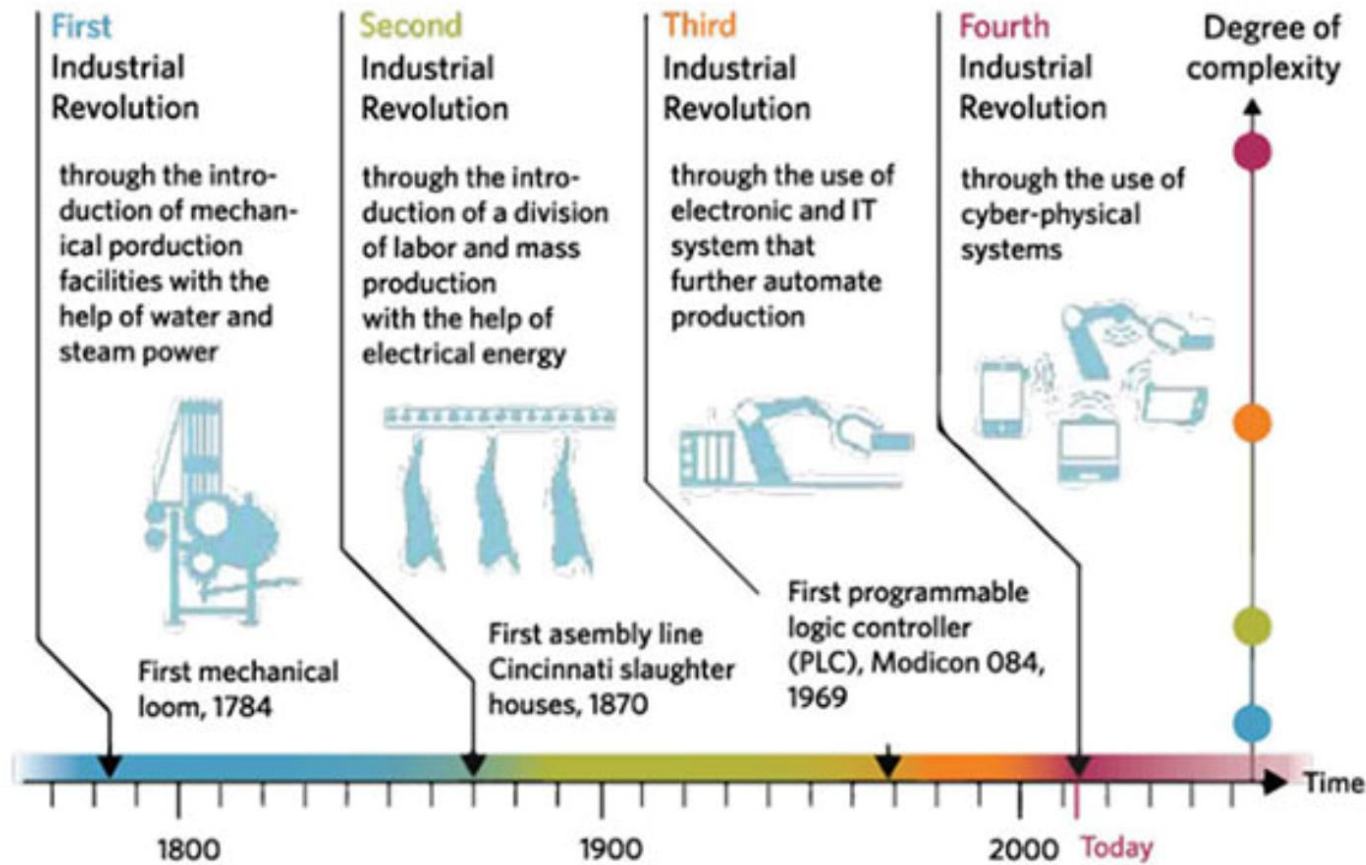 First
Industrial
Revolution
through the intro-
duction of mechan-
ical porduction
facilities with the
help of water and
steam power
First mechanical
loom, 1784
Second
Industrial
Revolution
through the intro-
duction of a division
of labor and mass
production
with the help of
electrical energy
First asembly line
Cincinnati slaughter
houses, 1870
Third
Industrial
Revolution
through the use of
electronic and IT
system that
further automate
production
First programmable
logic controller
(PLC), Modicon 084,
1969
Fourth
Industrial
Revolution
through the use of
cyber-physical
systems
Degree of
complexity
Time
1800
1900
2000
Today